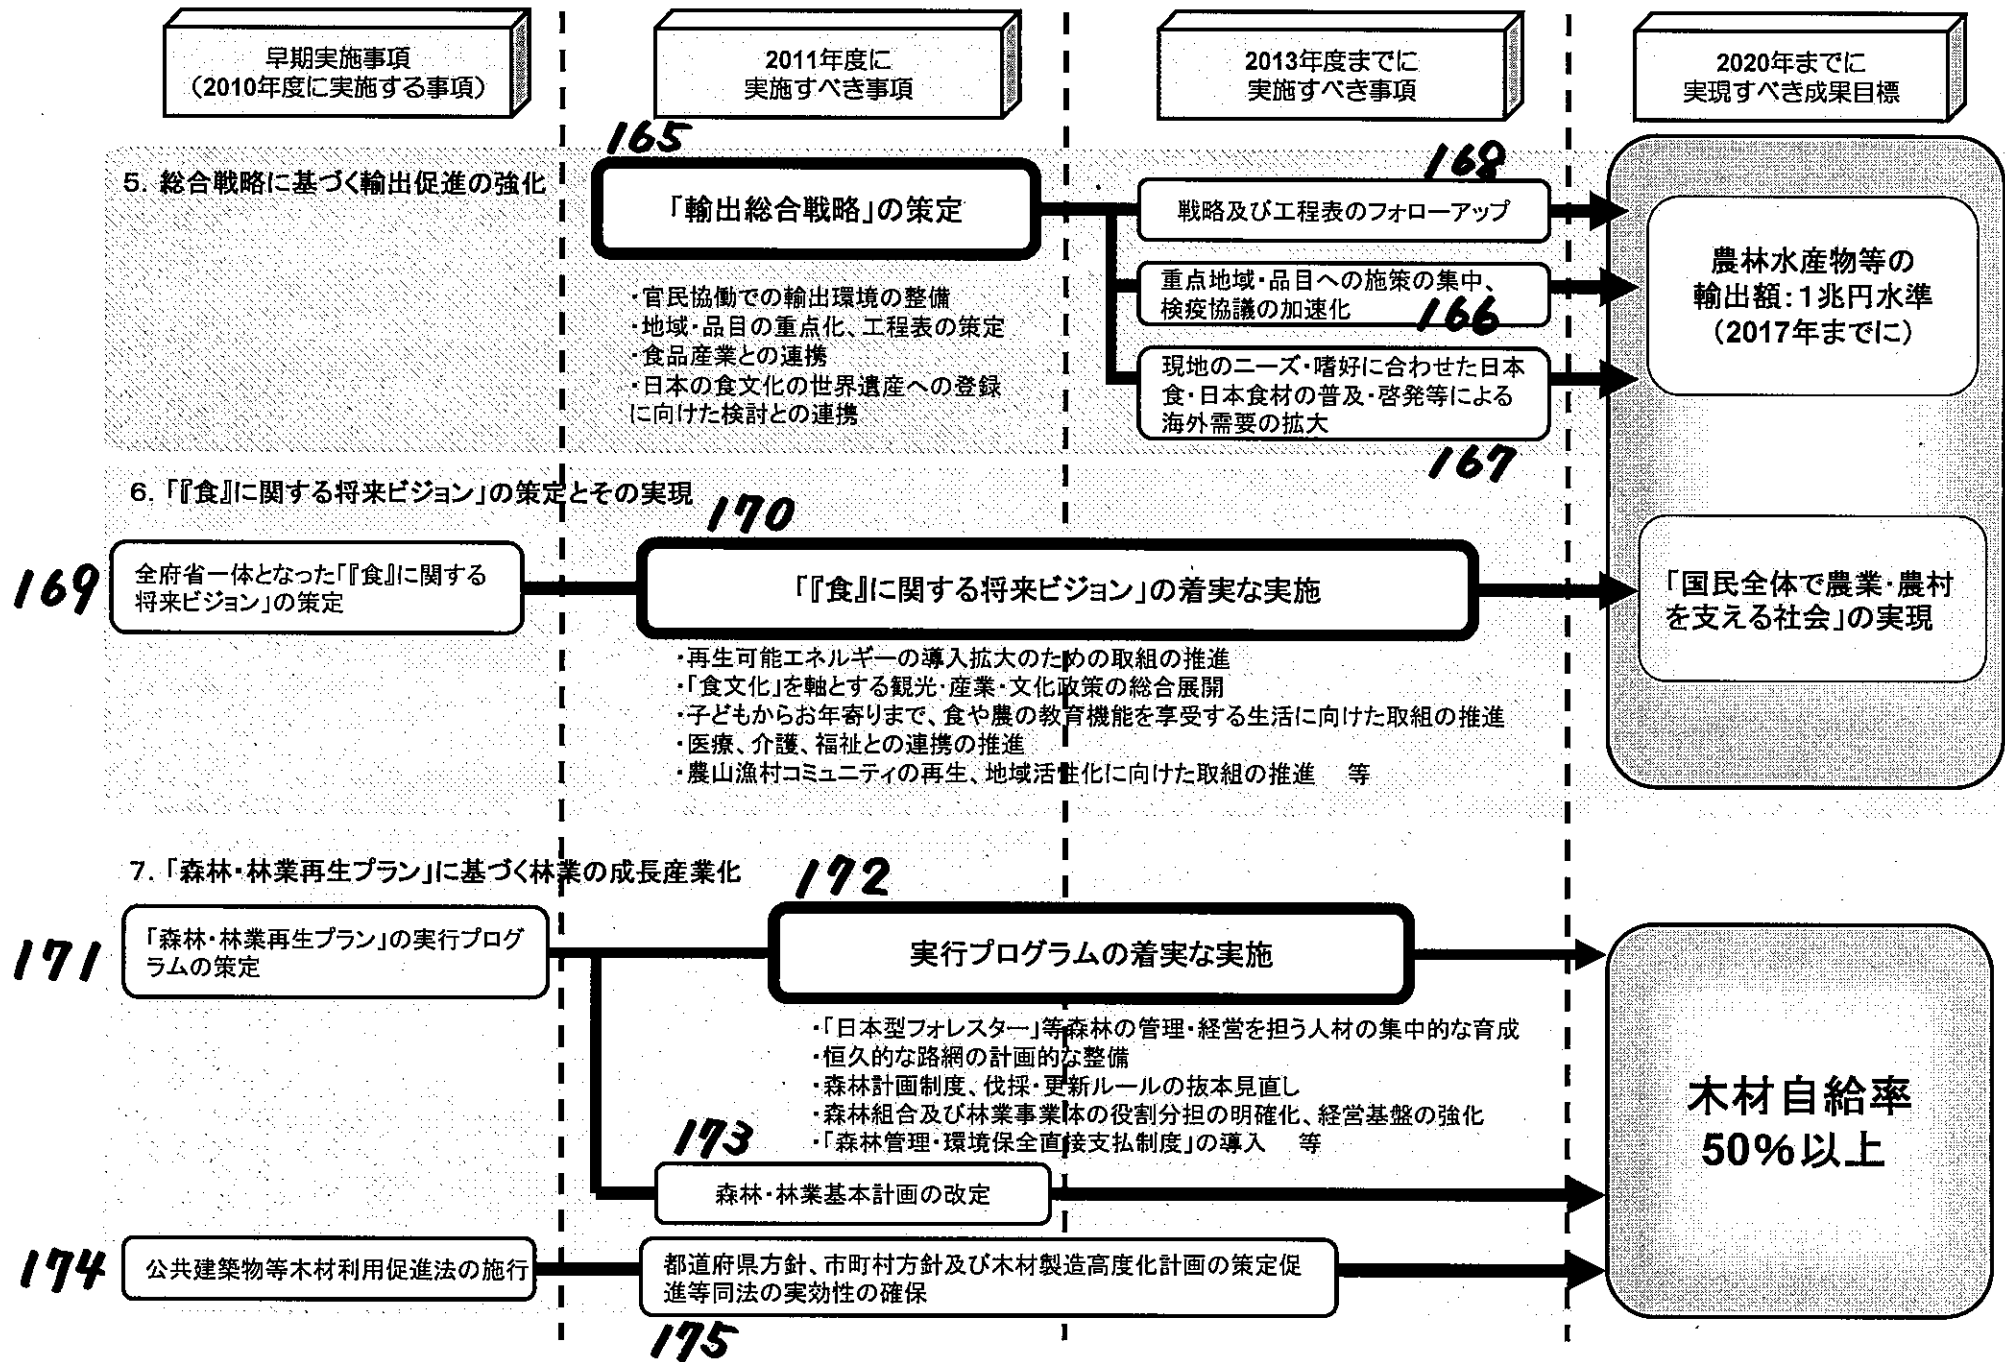 早期実施事項
（2010年度に実施する事項）
2011年度に
実施すべき事項
2013年度までに
実施すべき事項
2020年までに
実現すべき成果目標
5．総合戦略に基づく輸出促進の強化
165
「輸出総合戦略」の策定
・官民協働での輸出環境の整備
・地域・品目の重点化、工程表の策定
・食品産業との連携
・日本の食文化の世界遺産への登録
に向けた検討との連携
168
戦略及び工程表のフォローアップ
重点地域・品目への施策の集中、
検疫協議の加速化
166
現地のニーズ・嗜好に合わせた日本
食・日本食材の普及・啓発等による
海外需要の拡大
167
農林水産物等の
輸出額：1兆円水準
（2017年までに）
6．「『食』に関する将来ビジョン」の策定とその実現
169
全府省一体となった「『食』に関する
将来ビジョン」の策定
170
「『食』に関する将来ビジョン」の着実な実施
・再生可能エネルギーの導入拡大のための取組の推進
・「食文化」を軸とする観光・産業・文化政策の総合展開
・子どもからお年寄りまで、食や農の教育機能を享受する生活に向けた取組の推進
・医療、介護、福祉との連携の推進
・農山漁村コミュニティの再生、地域活性化に向けた取組の推進　等
「国民全体で農業・農村
を支える社会」の実現
7．「森林・林業再生プラン」に基づく林業の成長産業化
171
「森林・林業再生プラン」の実行プログ
ラムの策定
172
実行プログラムの着実な実施
・「日本型フォレスター」等森林の管理・経営を担う人材の集中的な育成
・恒久的な路網の計画的な整備
・森林計画制度、伐採・更新ルールの抜本見直し
・森林組合及び林業事業体の役割分担の明確化、経営基盤の強化
・「森林管理・環境保全直接支払制度」の導入　等
173
森林・林業基本計画の改定
174
公共建築物等木材利用促進法の施行
都道府県方針、市町村方針及び木材製造高度化計画の策定促
進等同法の実効性の確保
175
木材自給率
50％以上